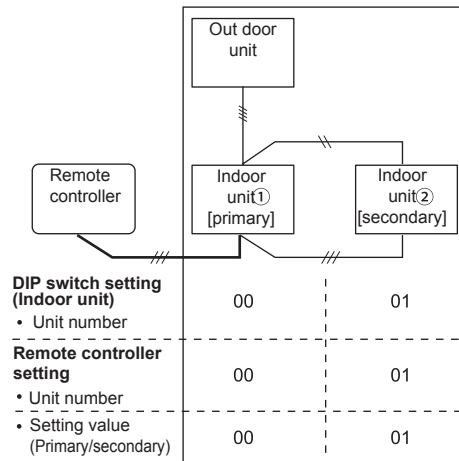 Out door
unit
Remote
controller
Indoor
unit①
[primary]
Indoor
unit②
[secondary]
DIP switch setting
(Indoor unit)
• Unit number
00
01
Remote controller
setting
• Unit number
00
01
• Setting value
(Primary/secondary)
00
01